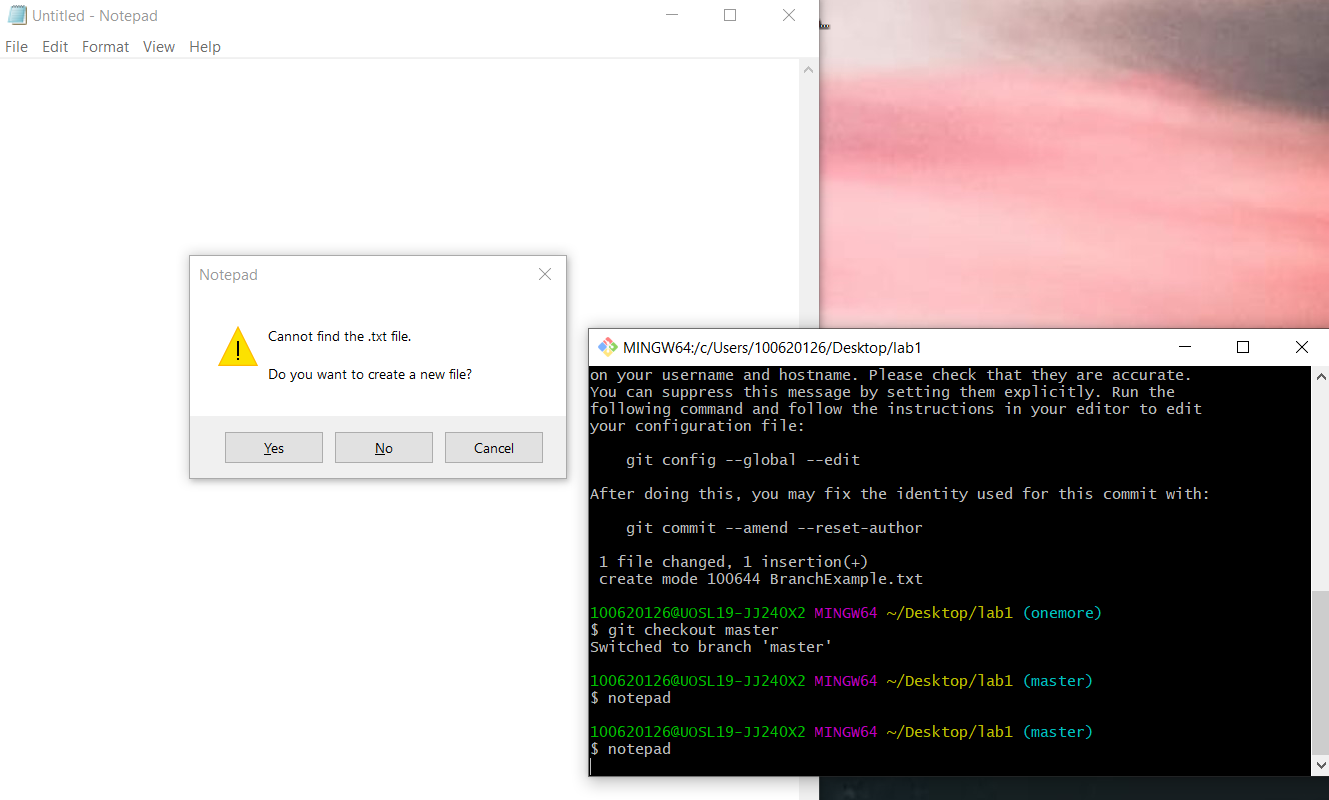 Untitled - Notepad
File Edit Format View Help
Notepad
Cannot find the .txt file.
Do you want to create a new file?
Yes No Cancel
MINGW64:/c/Users/100620126/Desktop/lab1
on your username and hostname. Please check that they are accurate.
You can suppress this message by setting them explicitly. Run the
following command and follow the instructions in your editor to edit
your configuration file:
git config --global --edit
After doing this, you may fix the identity used for this commit with:
git commit --amend --reset-author
1 file changed, 1 insertion(+)
create mode 100644 BranchExample.txt
100620126@UOSL19-JJ240X2 MINGW64 ~/Desktop/lab1 (onemore)
$ git checkout master
Switched to branch 'master'
100620126@UOSL19-JJ240X2 MINGW64 ~/Desktop/lab1 (master)
$ notepad
100620126@UOSL19-JJ240X2 MINGW64 ~/Desktop/lab1 (master)
$ notepad